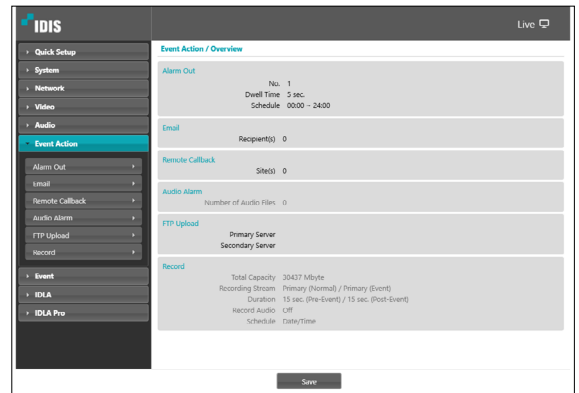 IDIS
Live
Quick Setup
System
Network
Video
Audio
Event Action
Alarm Out
Email
Remote Callback
Audio Alarm
FTP Upload
Record
Event
IDLA
IDLA Pro
Event Action / Overview
Alarm Out
No. 1
Dwell Time 5 sec.
Schedule 00:00 ~ 24:00
Email
Recipient(s) 0
Remote Callback
Site(s) 0
Audio Alarm
Number of Audio Files 0
FTP Upload
Primary Server
Secondary Server
Record
Total Capacity 30437 Mbyte
Recording Stream Primary (Normal) / Primary (Event)
Duration 15 sec. (Pre-Event) / 15 sec. (Post-Event)
Record Audio Off
Schedule Date/Time
Save